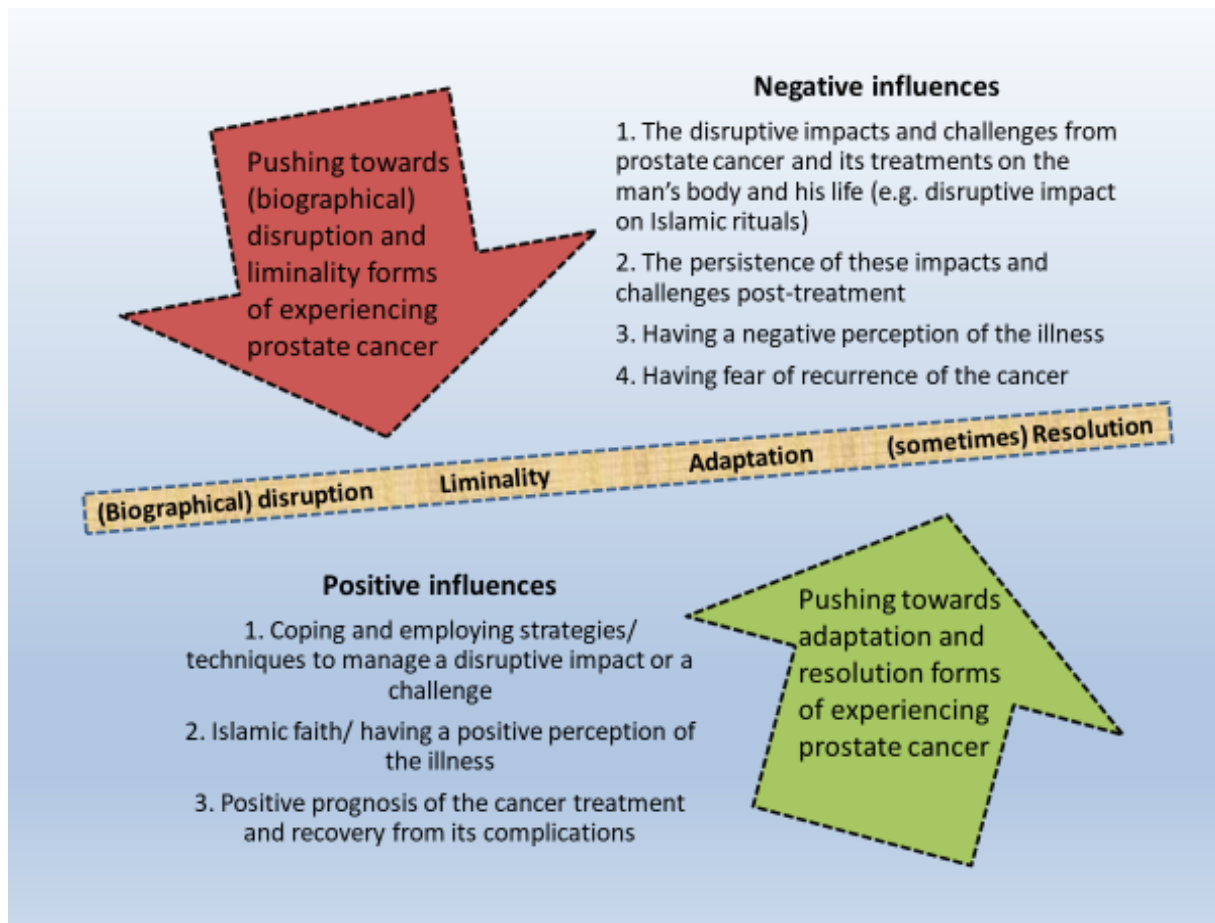 Negative influences
1. The disruptive impacts and challenges from
prostate cancer and its treatments on the
man's body and his life (e.g. disruptive impact
on Islamic rituals)
2. The persistence of these impacts and
challenges post-treatment
3. Having a negative perception of the illness
4. Having fear of recurrence of the cancer
Pushing towards
(biographical)
disruption and
liminality forms
of experiencing
prostate cancer
(Biographical) disruption Liminality Adaptation (sometimes) Resolution
Positive influences
1. Coping and employing strategies/
techniques to manage a disruptive impact or a
challenge
2. Islamic faith/ having a positive perception of
the illness
3. Positive prognosis of the cancer treatment
and recovery from its complications
Pushing towards
adaptation and
resolution forms
of experiencing
prostate cancer